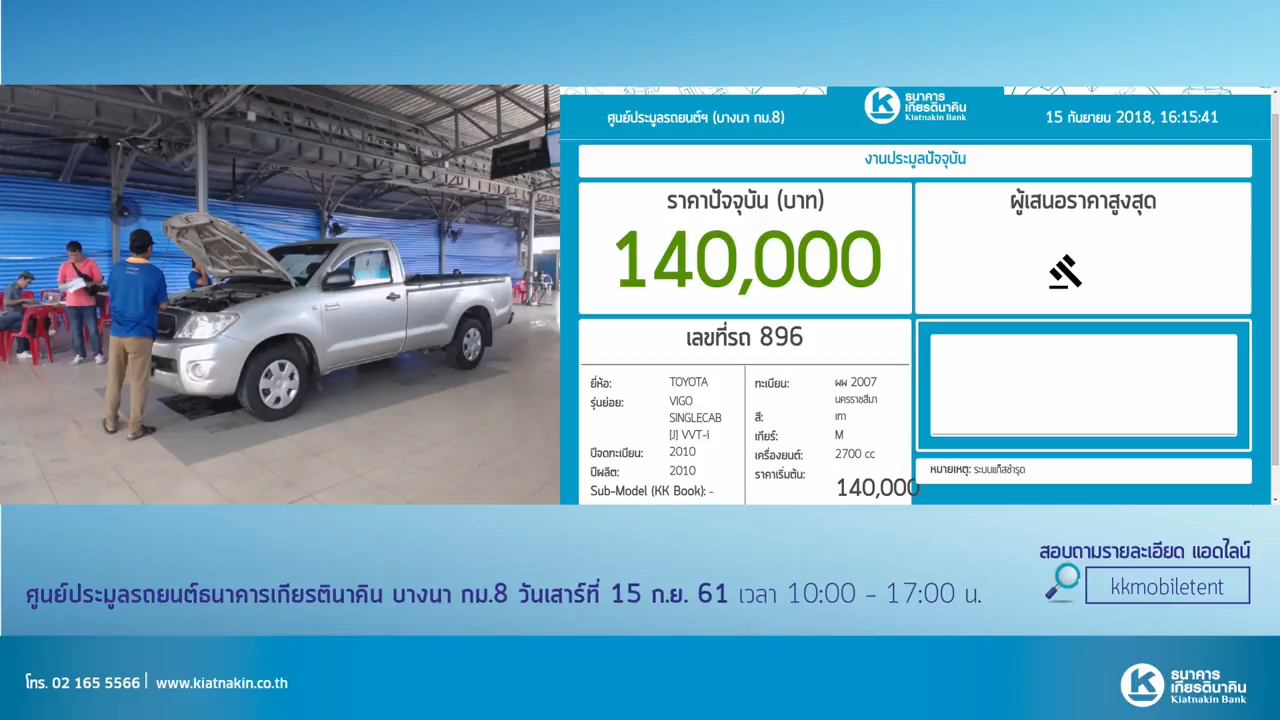 ศูนย์ประมูลรถยนต์ฯ (บางนา กม.8)
ธนาคาร
เกียรตินาคิน
Kiatnakin Bank
15 กันยายน 2018, 16:15:41
งานประมูลปัจจุบัน
ราคาปัจจุบัน (บาท)
140,000
ผู้เสนอราคาสูงสุด
เลขที่รถ 896
ยี่ห้อ: TOYOTA
รุ่นย่อย: VIGO
SINGLECAB
[J] VVT-i
ปีจดทะเบียน: 2010
ปีผลิต: 2010
Sub-Model (KK Book): -
ทะเบียน: ผผ 2007
นครราชสีมา
สี: เทา
เกียร์: M
เครื่องยนต์: 2700 cc
ราคาเริ่มต้น: 140,000
หมายเหตุ: ระบบแก๊สชำรุด
สอบถามรายละเอียด แอดไลน์
kkmobiletent
ศูนย์ประมูลรถยนต์ธนาคารเกียรตินาคิน บางนา กม.8 วันเสาร์ที่ 15 ก.ย. 61 เวลา 10:00 - 17:00 น.
โทร. 02 165 5566 | www.kiatnakin.co.th
ธนาคาร
เกียรตินาคิน
Kiatnakin Bank